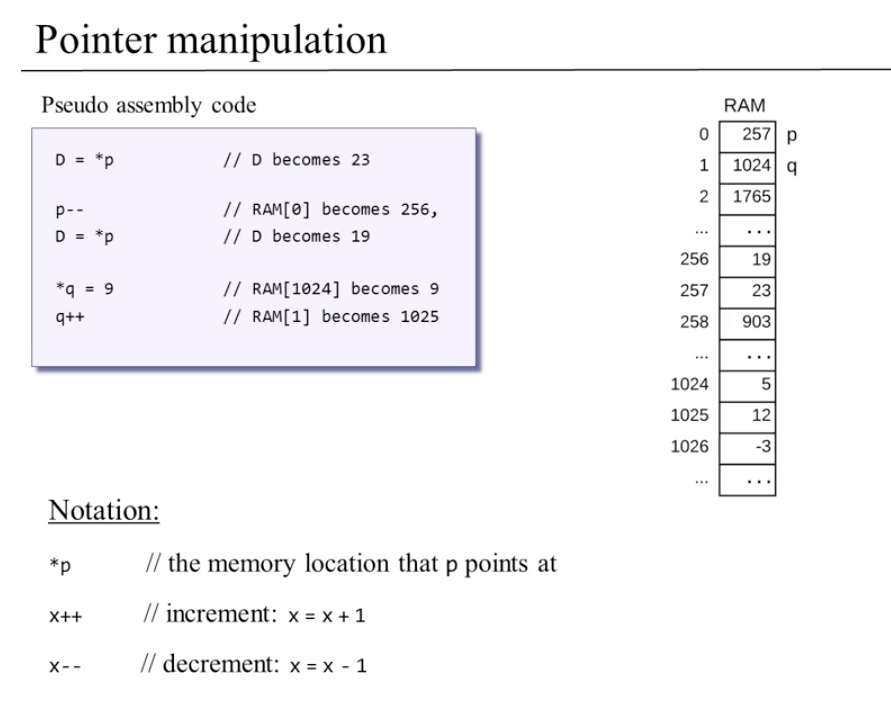 Pointer manipulation
Pseudo assembly code
D = *p // D becomes 23
p-- // RAM[0] becomes 256,
D = *p // D becomes 19
*q = 9 // RAM[1024] becomes 9
q++ // RAM[1] becomes 1025
RAM
0 257 p
1 1024 q
2 1765
... ...
256 19
257 23
258 903
... ...
1024 5
1025 12
1026 -3
... ...
Notation:
*p // the memory location that p points at
x++ // increment: x = x + 1
x-- // decrement: x = x - 1